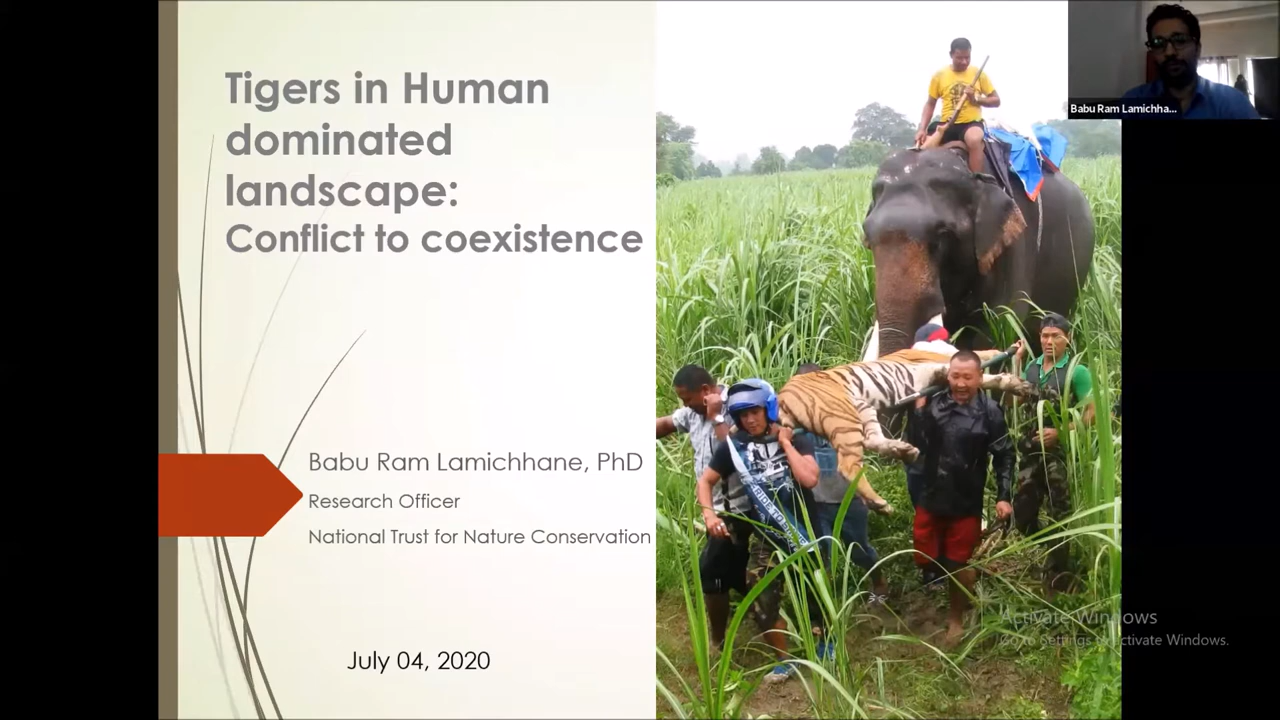 Tigers in Human
dominated
landscape:
Conflict to coexistence
Babu Ram Lamichhane, PhD
Research Officer
National Trust for Nature Conservation
July 04, 2020
Babu Ram Lamichha...
Activate Windows
Go to Settings to activate Windows.